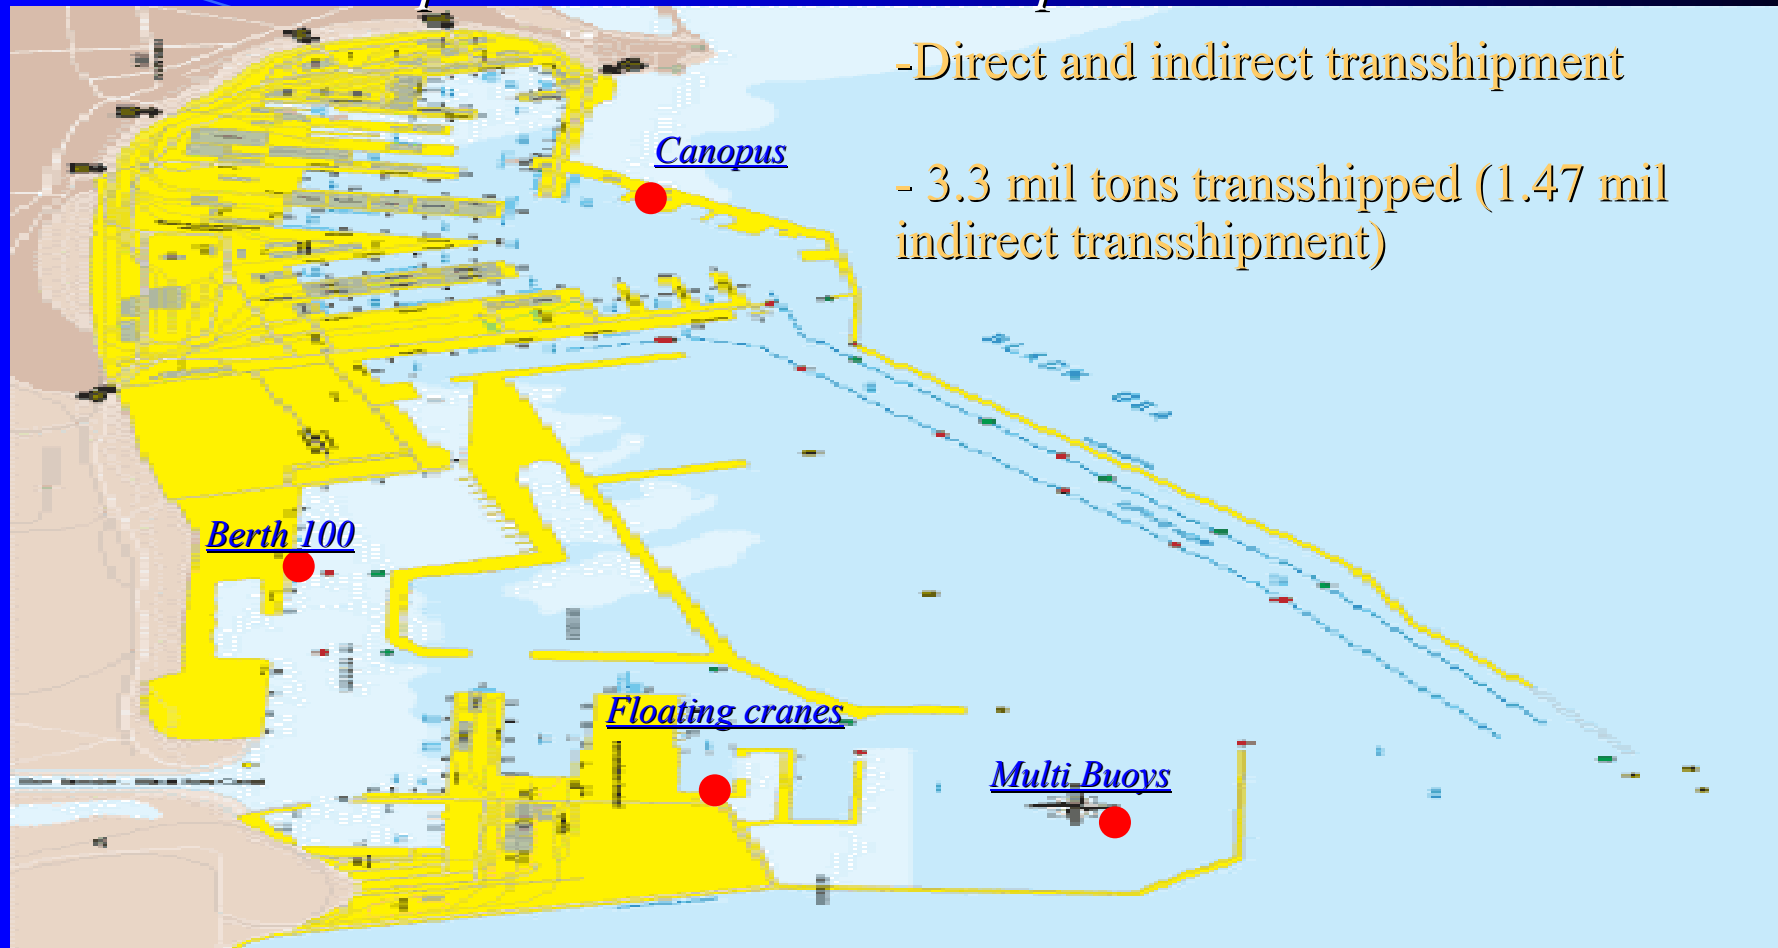 -Direct and indirect transshipment
Canopus
- 3.3 mil tons transshipped (1.47 mil
indirect transshipment)
Berth 100
Floating cranes
Multi Buoys